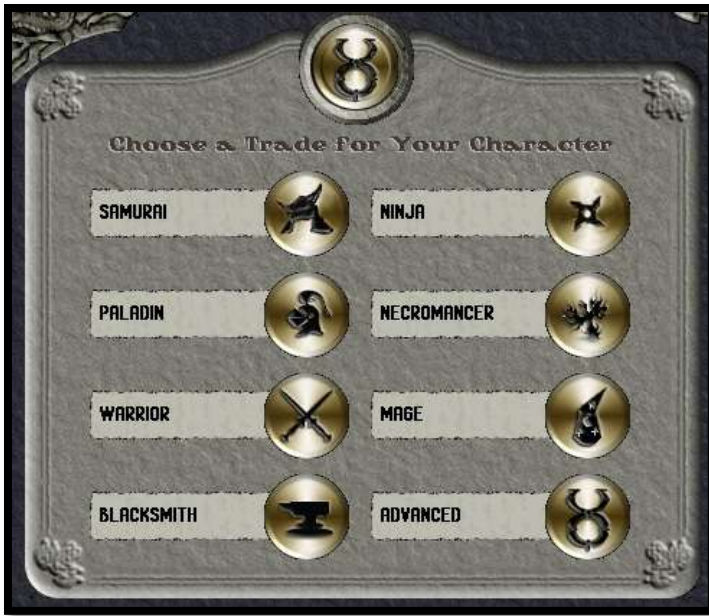 Choose a Trade for Your Character
SAMURAI
NINJA
PALADIN
NECROMANCER
WARRIOR
MAGE
BLACKSMITH
ADVANCED